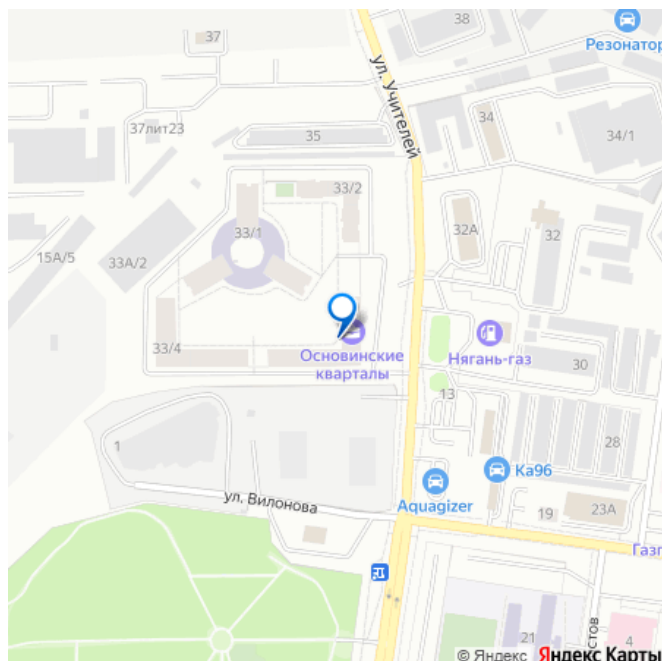 38
Резонатор
37
ул. Учителей
37лит23
35
34
34/1
33/2
33/1
32А
32
15А/5
33А/2
Основинские
кварталы
Нягань-газ
33/4
30
13
28
1
Ка96
Aquagizer
ул. Вилонова
19
23А
Газп
21
стов
4
© Яндекс Яндекс Карты